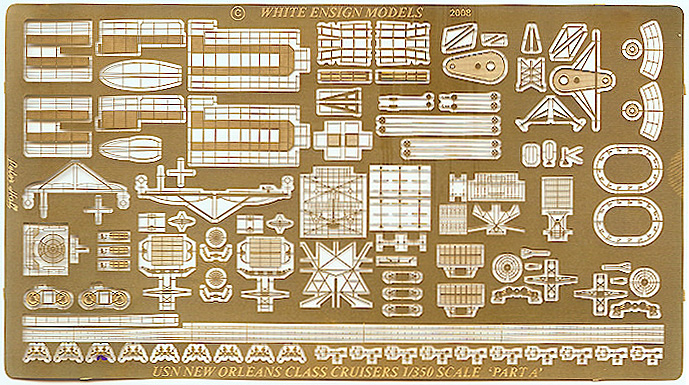 © WHITE ENSIGN MODELS 2008
USN NEW ORLEANS CLASS CRUISERS 1/350 SCALE 'PART A'